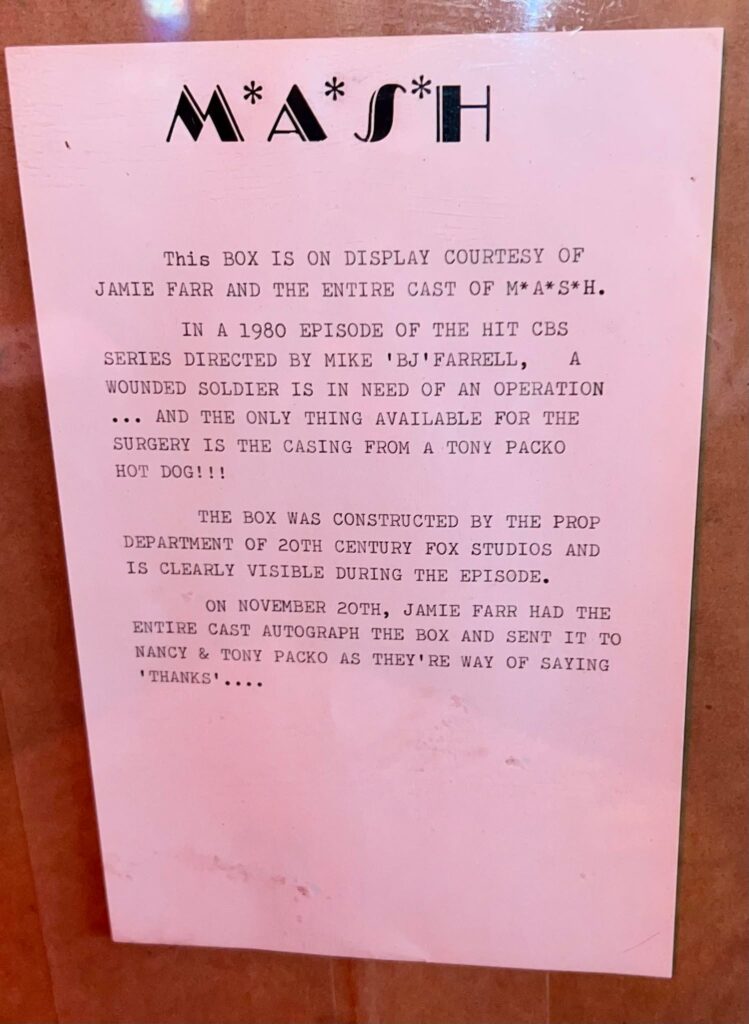 M*A*S*H
This BOX IS ON DISPLAY COURTESY OF
JAMIE FARR AND THE ENTIRE CAST OF M*A*S*H.
IN A 1980 EPISODE OF THE HIT CBS
SERIES DIRECTED BY MIKE 'BJ'FARRELL, A
WOUNDED SOLDIER IS IN NEED OF AN OPERATION
... AND THE ONLY THING AVAILABLE FOR THE
SURGERY IS THE CASING FROM A TONY PACKO
HOT DOG!!!
THE BOX WAS CONSTRUCTED BY THE PROP
DEPARTMENT OF 20TH CENTURY FOX STUDIOS AND
IS CLEARLY VISIBLE DURING THE EPISODE.
ON NOVEMBER 20TH, JAMIE FARR HAD THE
ENTIRE CAST AUTOGRAPH THE BOX AND SENT IT TO
NANCY & TONY PACKO AS THEY'RE WAY OF SAYING
'THANKS'....